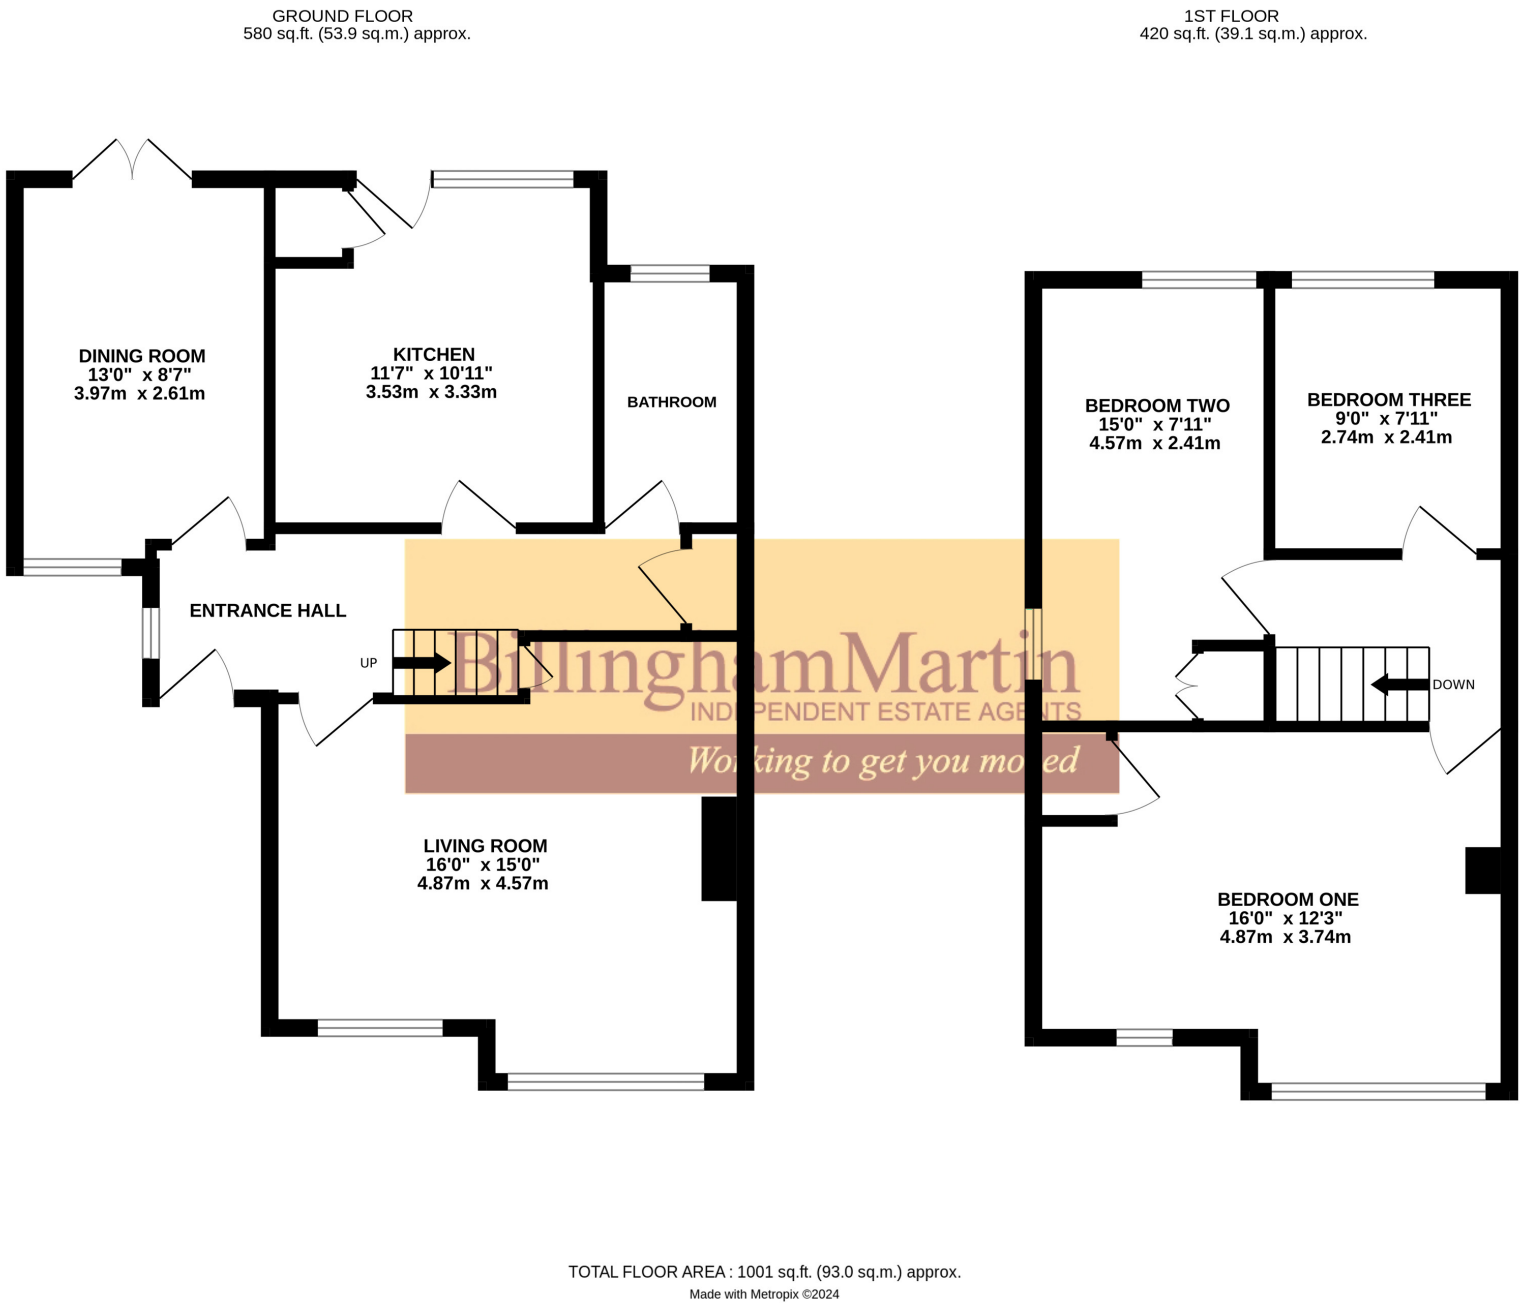 GROUND FLOOR
580 sq.ft. (53.9 sq.m.) approx.
1ST FLOOR
420 sq.ft. (39.1 sq.m.) approx.
DINING ROOM
13'0" x 8'7"
3.97m x 2.61m
KITCHEN
11'7" x 10'11"
3.53m x 3.33m
BATHROOM
ENTRANCE HALL
UP
LIVING ROOM
16'0" x 15'0"
4.87m x 4.57m
BEDROOM TWO
15'0" x 7'11"
4.57m x 2.41m
BEDROOM THREE
9'0" x 7'11"
2.74m x 2.41m
DOWN
BEDROOM ONE
16'0" x 12'3"
4.87m x 3.74m
BillinghamMartin
INDEPENDENT ESTATE AGENTS
Working to get you moved
TOTAL FLOOR AREA : 1001 sq.ft. (93.0 sq.m.) approx.
Made with Metropix ©2024